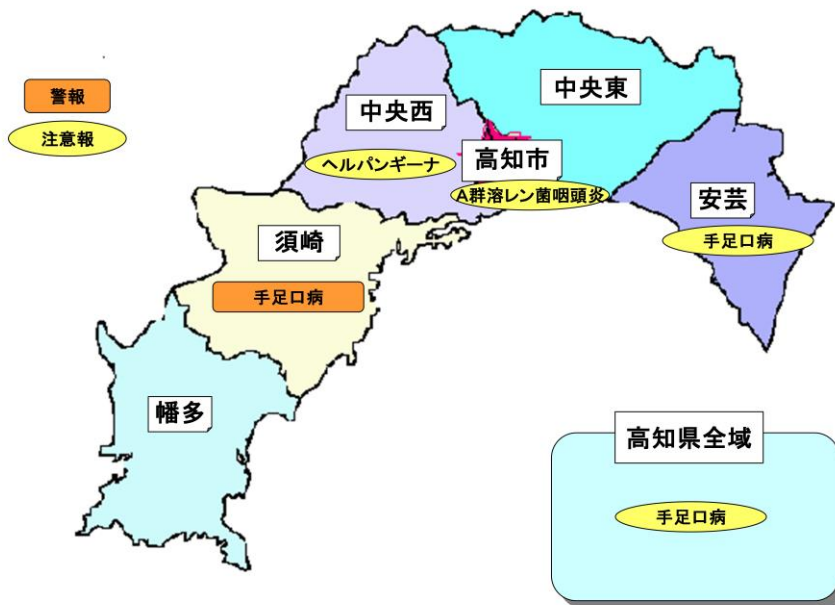 警報
注意報
中央西
ヘルパンギーナ
中央東
高知市
A群溶レン菌咽頭炎
安芸
手足口病
須崎
手足口病
幡多
高知県全域
手足口病